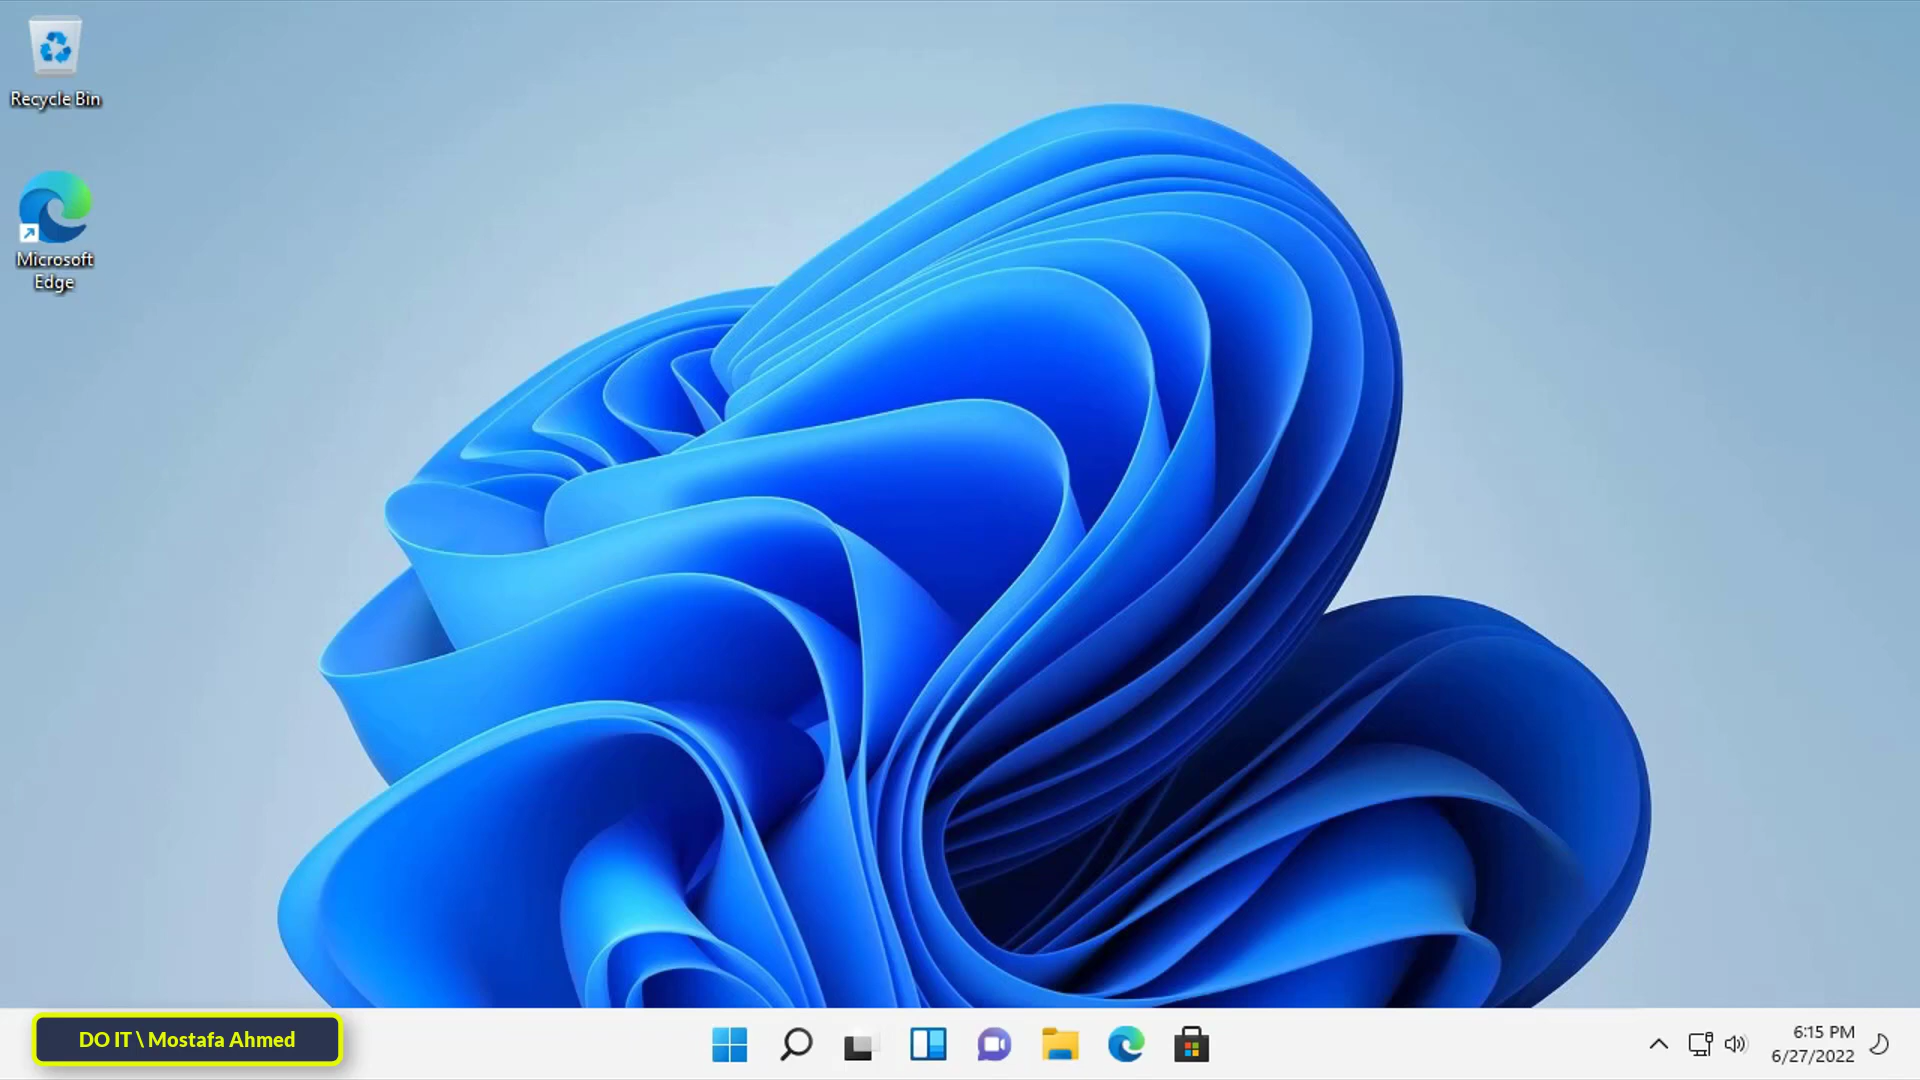 Recycle Bin
Microsoft
Edge
DO IT \ Mostafa Ahmed
6:15 PM
6/27/2022